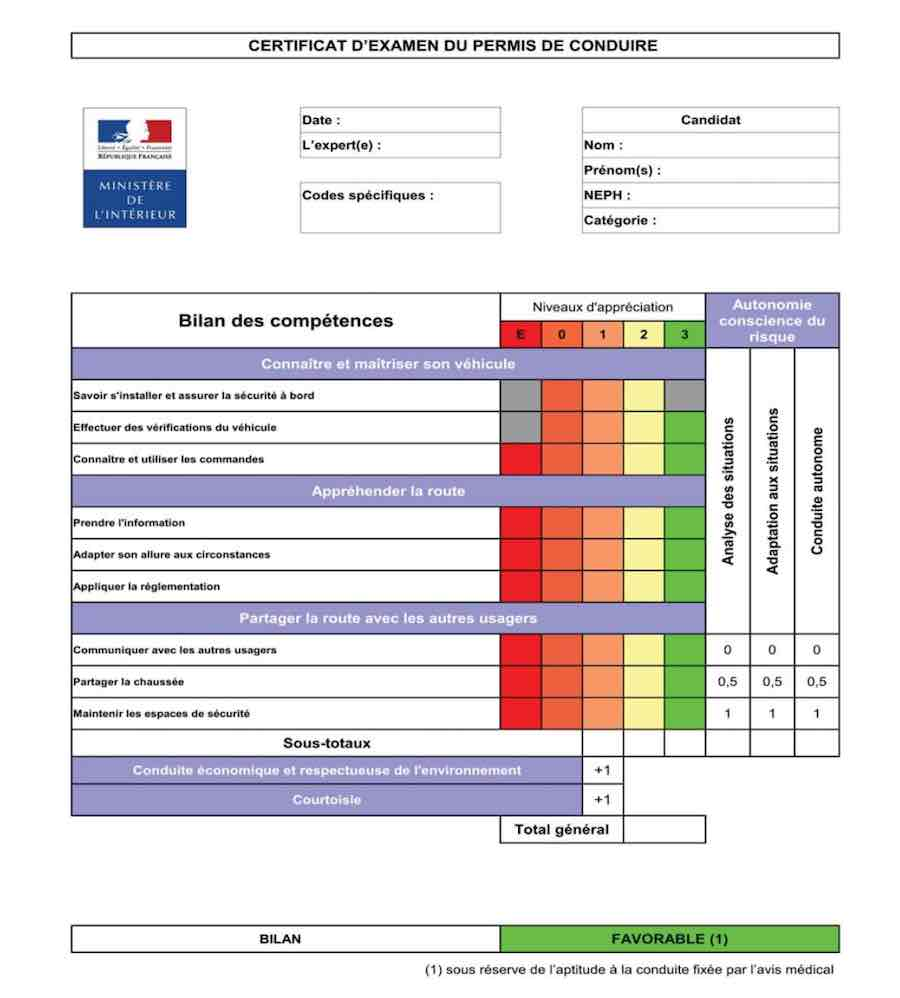 CERTIFICAT D'EXAMEN DU PERMIS DE CONDUIRE
Liberté • Égalité • Fraternité
RÉPUBLIQUE FRANÇAISE
MINISTÈRE
DE
L'INTÉRIEUR
Date :
L'expert(e) :
Codes spécifiques :
Candidat
Nom :
Prénom(s) :
NEPH :
Catégorie :
Bilan des compétences
Niveaux d'appréciation
E 0 1 2 3
Autonomie
conscience du
risque
Connaître et maîtriser son véhicule
Savoir s'installer et assurer la sécurité à bord
Effectuer des vérifications du véhicule
Connaître et utiliser les commandes
Appréhender la route
Prendre l'information
Adapter son allure aux circonstances
Appliquer la réglementation
Analyse des situations
Adaptation aux situations
Conduite autonome
Partager la route avec les autres usagers
Communiquer avec les autres usagers 0 0 0
Partager la chaussée 0,5 0,5 0,5
Maintenir les espaces de sécurité 1 1 1
Sous-totaux
Conduite économique et respectueuse de l'environnement +1
Courtoisie +1
Total général
BILAN FAVORABLE (1)
(1) sous réserve de l'aptitude à la conduite fixée par l'avis médical